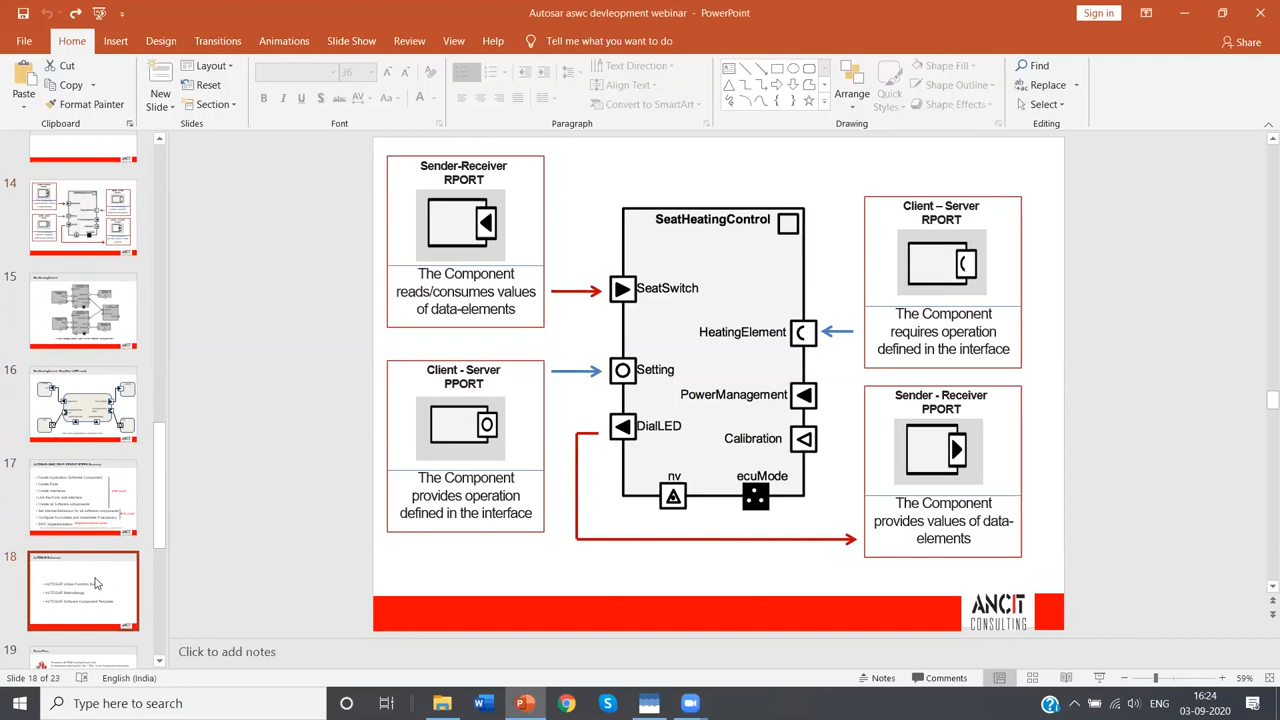 Autosar aswc devleopment webinar - PowerPoint
Sign in
File Home Insert Design Slide Show Transitions Animations Review View Help Tell me what you want to do
Share
Paste
Cut
Copy
Format Painter
Clipboard
New
Slide
Layout
Reset
Section
Slides
36
Font
Text Direction
Align Text
Convert to SmartArt
Paragraph
Arrange
Quick
Styles
Shape Fill
Shape Outline
Shape Effects
Drawing
Find
Replace
Select
Editing
14
15
16
17
18
19
Sender-Receiver
RPORT
The Component
reads/consumes values
of data-elements
Client - Server
PPORT
The Component
provides operation
defined in the interface
SeatHeatingControl
SeatSwitch
HeatingElement
Setting
PowerManagement
DialLED
Calibration
nv
ecuMode
Client – Server
RPORT
The Component
requires operation
defined in the interface
Sender - Receiver
PPORT
The Component
provides values of data-
elements
ANCIT
CONSULTING
Click to add notes
Slide 18 of 23
English (India)
Notes
Comments
59%
Type here to search
ENG
16:24
03-09-2020